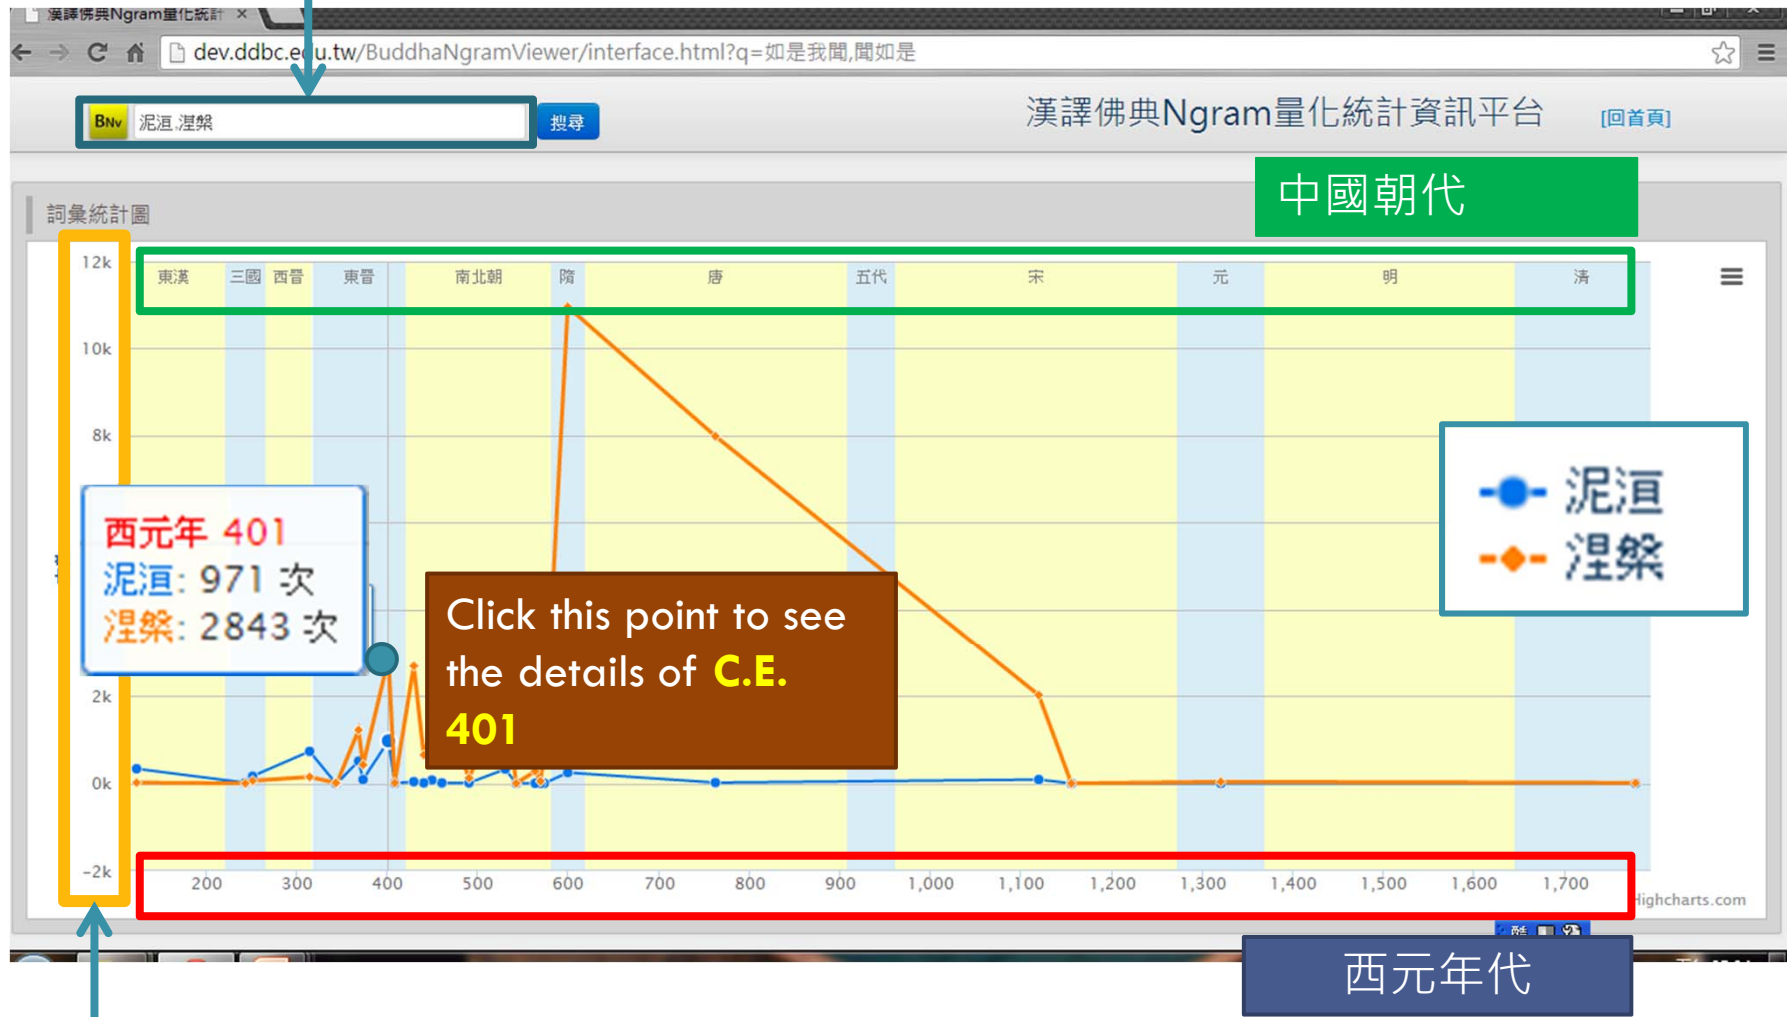 漢譯佛典Ngram量化統計 ×
dev.ddbc.edu.tw/BuddhaNgramViewer/interface.html?q=如是我聞,聞如是
BNv 泥洹,涅槃 搜尋
漢譯佛典Ngram量化統計資訊平台 [回首頁]
中國朝代
詞彙統計圖
12k
東漢 三國 西晉 東晉 南北朝 隋 唐 五代 宋 元 明 清
10k
8k
泥洹
涅槃
西元年 401
泥洹: 971 次
涅槃: 2843 次
Click this point to see
the details of C.E.
401
2k
0k
-2k
200 300 400 500 600 700 800 900 1,000 1,100 1,200 1,300 1,400 1,500 1,600 1,700
Highcharts.com
西元年代